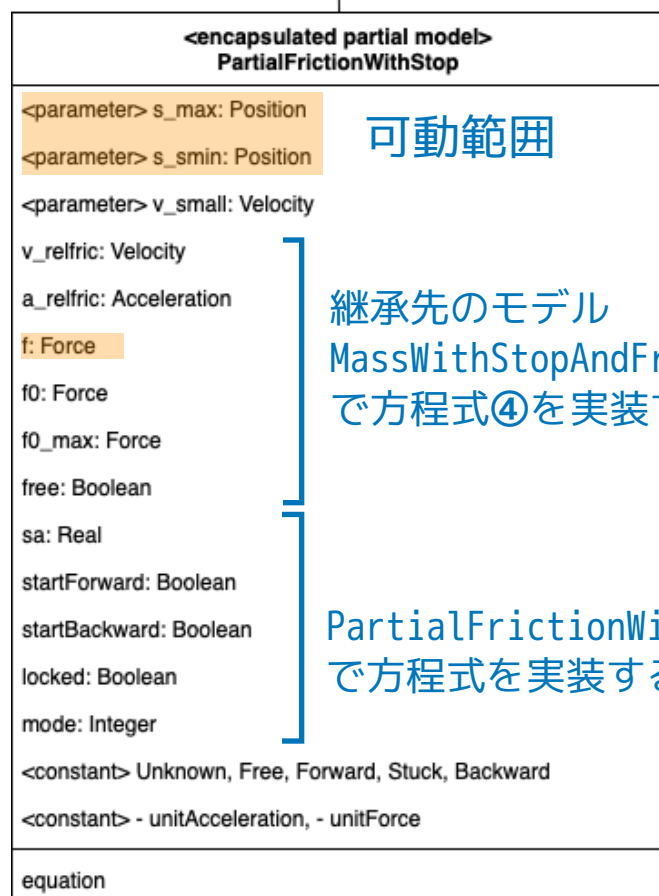 <encapsulated partial model>
PartialFrictionWithStop
<parameter> s_max: Position
<parameter> s_smin: Position
可動範囲
<parameter> v_small: Velocity
v_relfric: Velocity
a_relfric: Acceleration
f: Force
f0: Force
f0_max: Force
free: Boolean
継承先のモデル
MassWithStopAndFr
で方程式④を実装
sa: Real
startForward: Boolean
startBackward: Boolean
locked: Boolean
mode: Integer
PartialFrictionWi
で方程式を実装する
<constant> Unknown, Free, Forward, Stuck, Backward
<constant> - unitAcceleration, - unitForce
equation